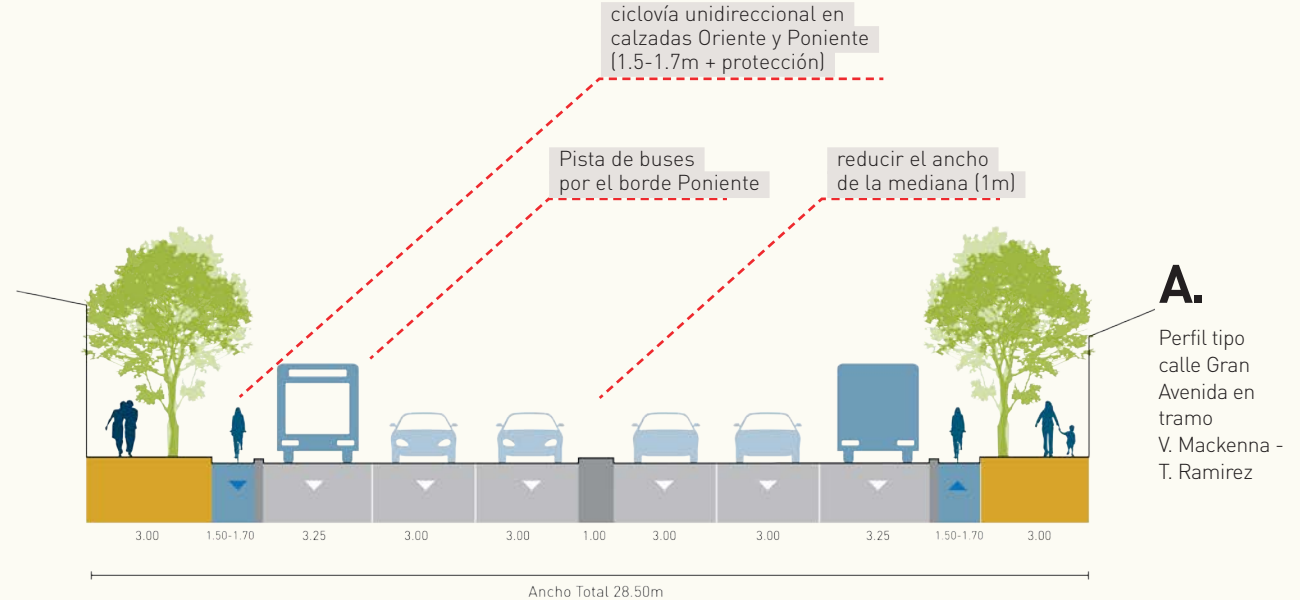 ciclovía unidireccional en
calzadas Oriente y Poniente
(1.5-1.7m + protección)
Pista de buses
por el borde Poniente
reducir el ancho
de la mediana (1m)
A.
Perfil tipo
calle Gran
Avenida en
tramo
V. Mackenna -
T. Ramirez
3.00 1.50-1.70 3.25 3.00 3.00 1.00 3.00 3.00 3.25 1.50-1.70 3.00
Ancho Total 28.50m